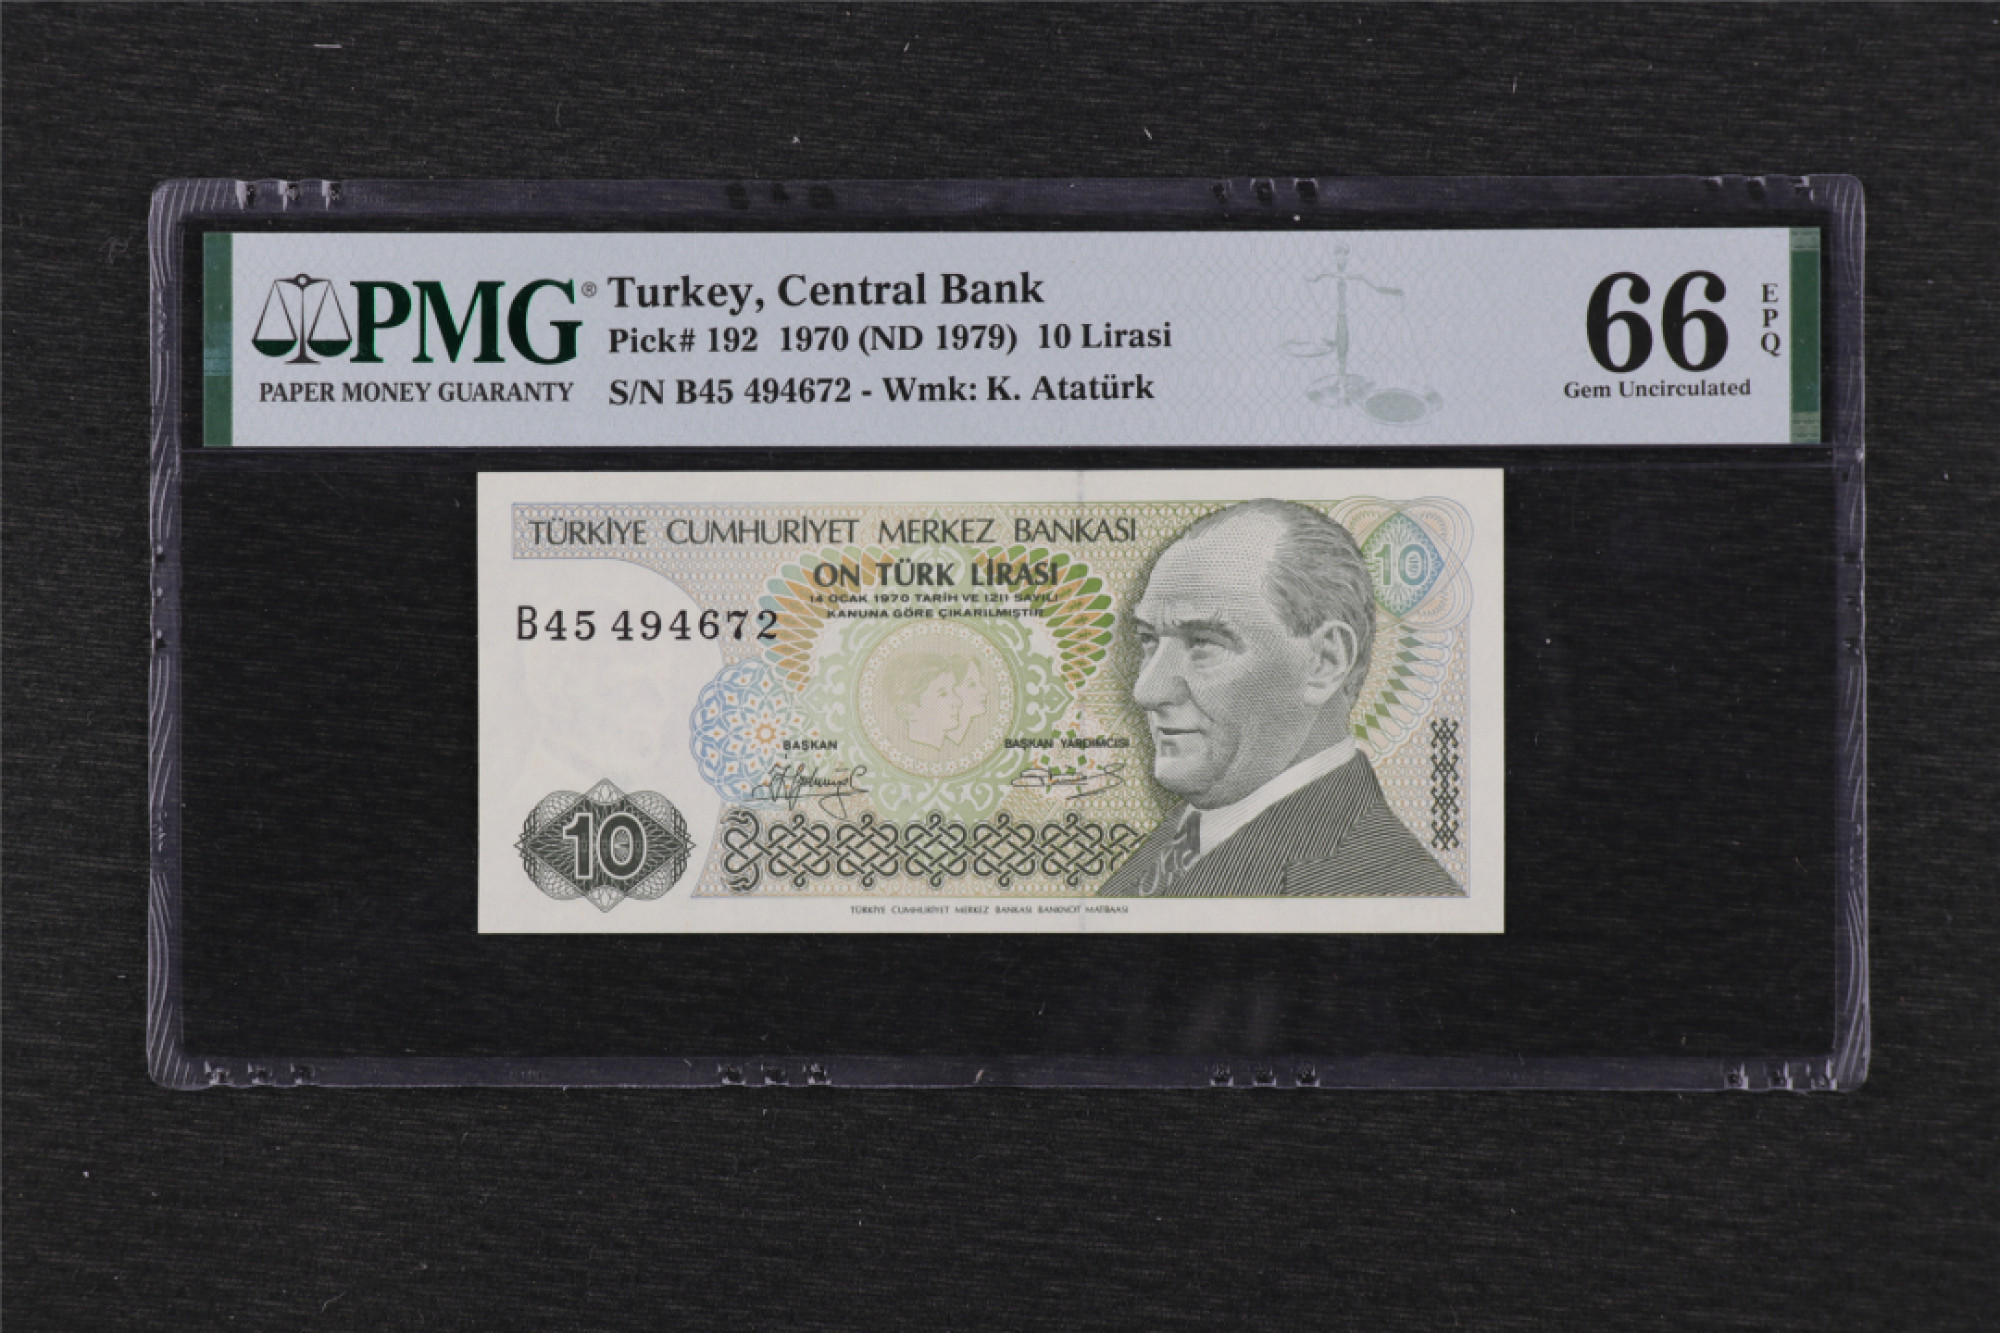 PMG®
PAPER MONEY GUARANTY
Turkey, Central Bank
Pick# 192 1970 (ND 1979) 10 Lirasi
S/N B45 494672 - Wmk: K. Atatürk
66
EPQ
Gem Uncirculated
TÜRKİYE CUMHURİYET MERKEZ BANKASI
ON TÜRK LİRASI
14 OCAK 1970 TARİH VE 1211 SAYILI
KANUNA GÖRE ÇIKARILMIŞTIR
10
B45 494672
BAŞKAN
BAŞKAN YARDIMCISI
10
TÜRKİYE CUMHURİYET MERKEZ BANKASI BANKNOT MATBAASI